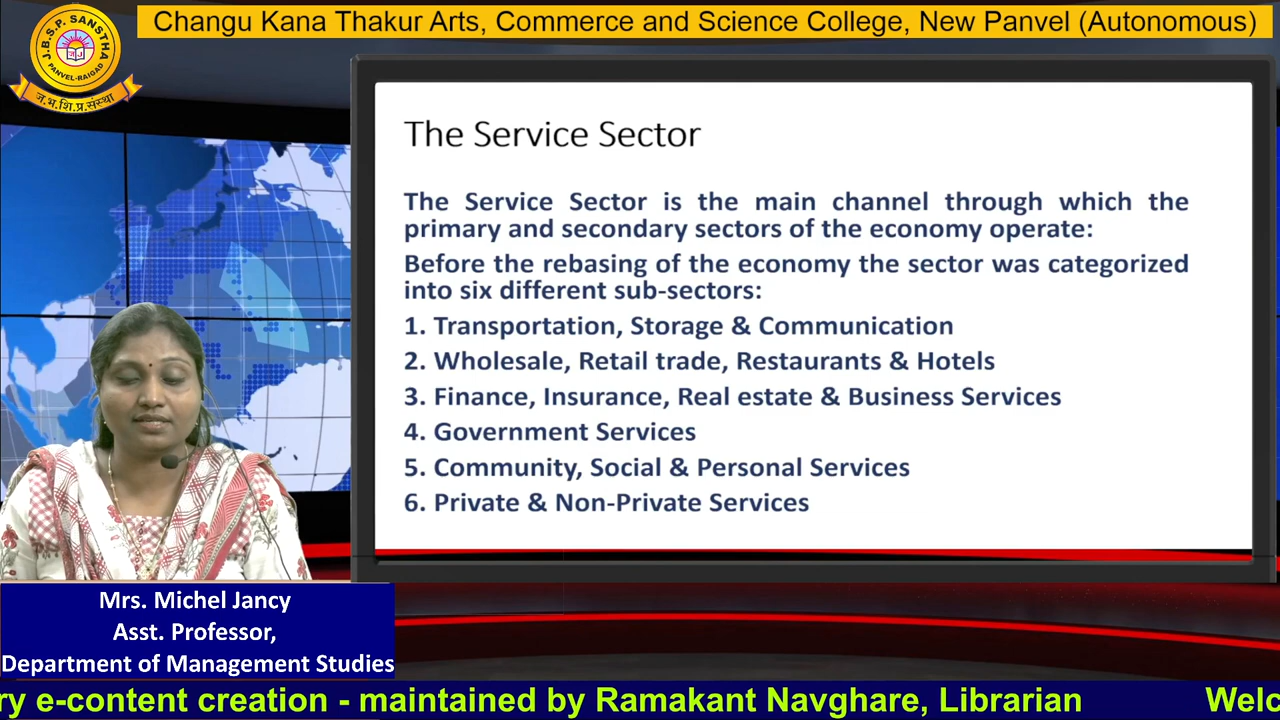 Changu Kana Thakur Arts, Commerce and Science College, New Panvel (Autonomous)
J.B.S.P. SANSTHA
PANVEL-RAIGAD
ज.भ.शि.प्र.संस्था
The Service Sector
The Service Sector is the main channel through which the
primary and secondary sectors of the economy operate:
Before the rebasing of the economy the sector was categorized
into six different sub-sectors:
1. Transportation, Storage & Communication
2. Wholesale, Retail trade, Restaurants & Hotels
3. Finance, Insurance, Real estate & Business Services
4. Government Services
5. Community, Social & Personal Services
6. Private & Non-Private Services
Mrs. Michel Jancy
Asst. Professor,
Department of Management Studies
ry e-content creation - maintained by Ramakant Navghare, Librarian Welc